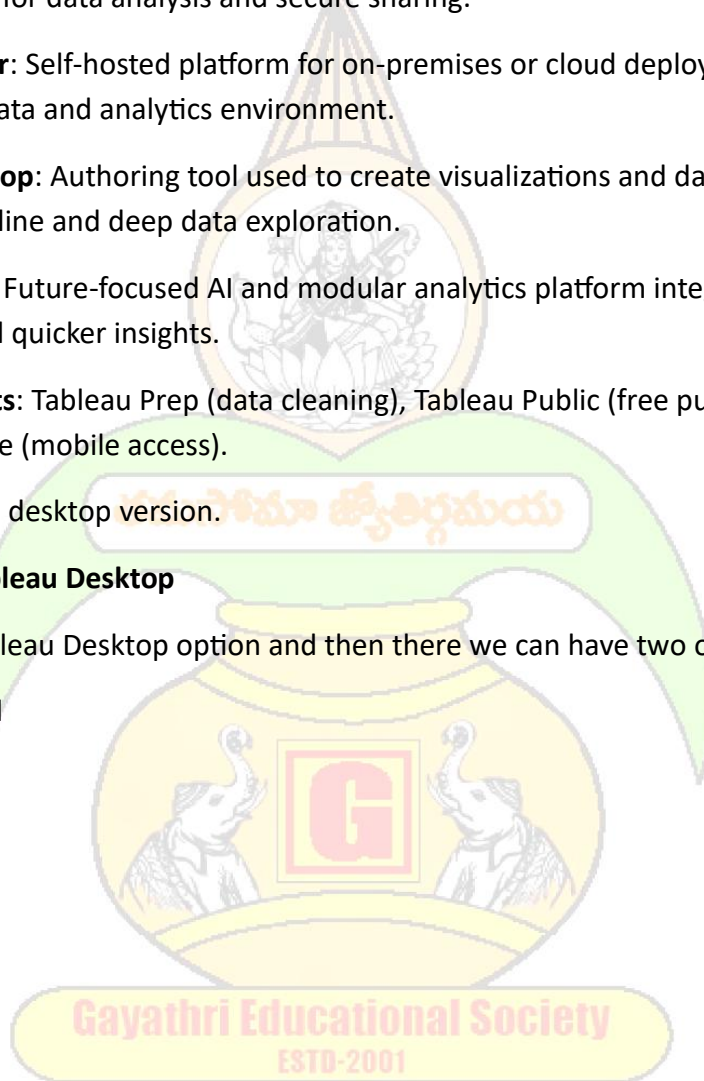 for data analysis and secure sharing.
r: Self-hosted platform for on-premises or cloud deploy
ata and analytics environment.
op: Authoring tool used to create visualizations and da
line and deep data exploration.
Future-focused AI and modular analytics platform inte
quicker insights.
ts: Tableau Prep (data cleaning), Tableau Public (free pu
e (mobile access).
desktop version.
bleau Desktop
leau Desktop option and then there we can have two o
G
Gayathri Educational Society
ESTD-2001